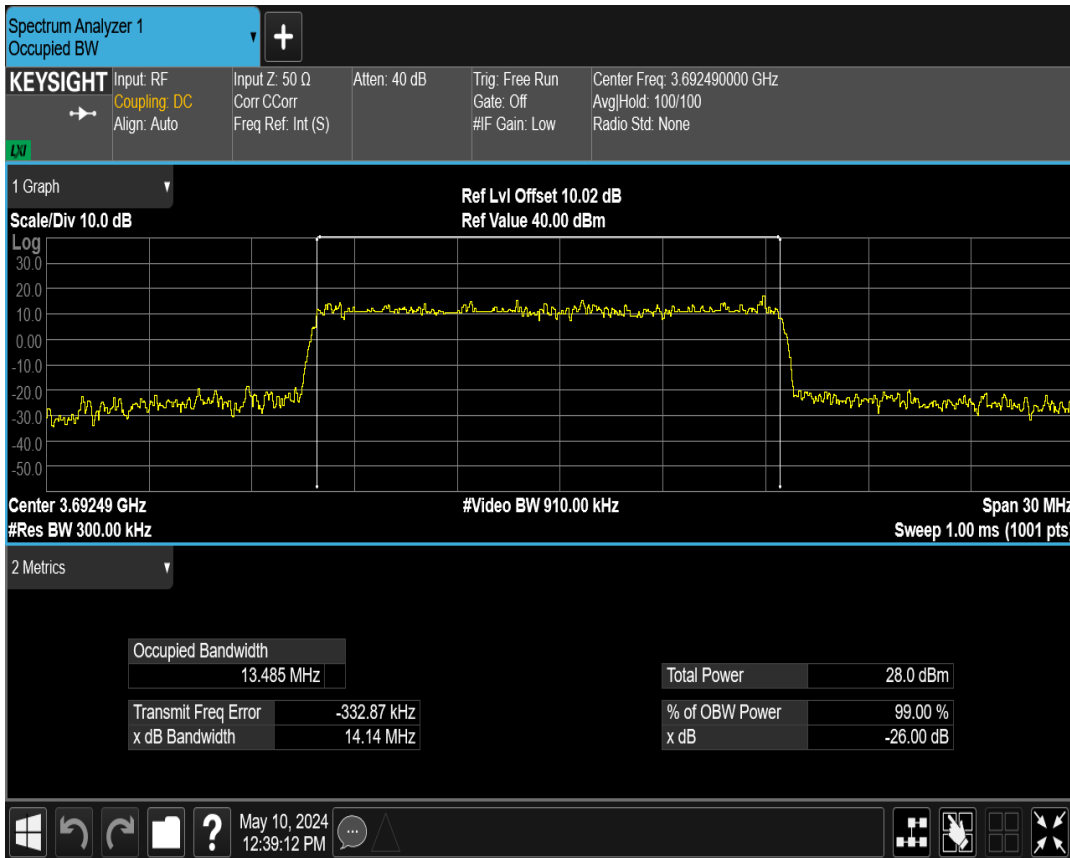 Spectrum Analyzer 1
Occupied BW
+
KEYSIGHT
LXI
Input: RF
Coupling: DC
Align: Auto
Input Z: 50 Ω
Corr CCorr
Freq Ref: Int (S)
Atten: 40 dB
Trig: Free Run
Gate: Off
#IF Gain: Low
Center Freq: 3.692490000 GHz
Avg|Hold: 100/100
Radio Std: None
1 Graph
Ref Lvl Offset 10.02 dB
Scale/Div 10.0 dB
Ref Value 40.00 dBm
Log
30.0
20.0
10.0
0.00
-10.0
-20.0
-30.0
-40.0
-50.0
Center 3.69249 GHz
#Video BW 910.00 kHz
Span 30 MHz
#Res BW 300.00 kHz
Sweep 1.00 ms (1001 pts)
2 Metrics
Occupied Bandwidth
13.485 MHz
Total Power 28.0 dBm
Transmit Freq Error -332.87 kHz
% of OBW Power 99.00 %
x dB Bandwidth 14.14 MHz
x dB -26.00 dB
?
May 10, 2024
12:39:12 PM